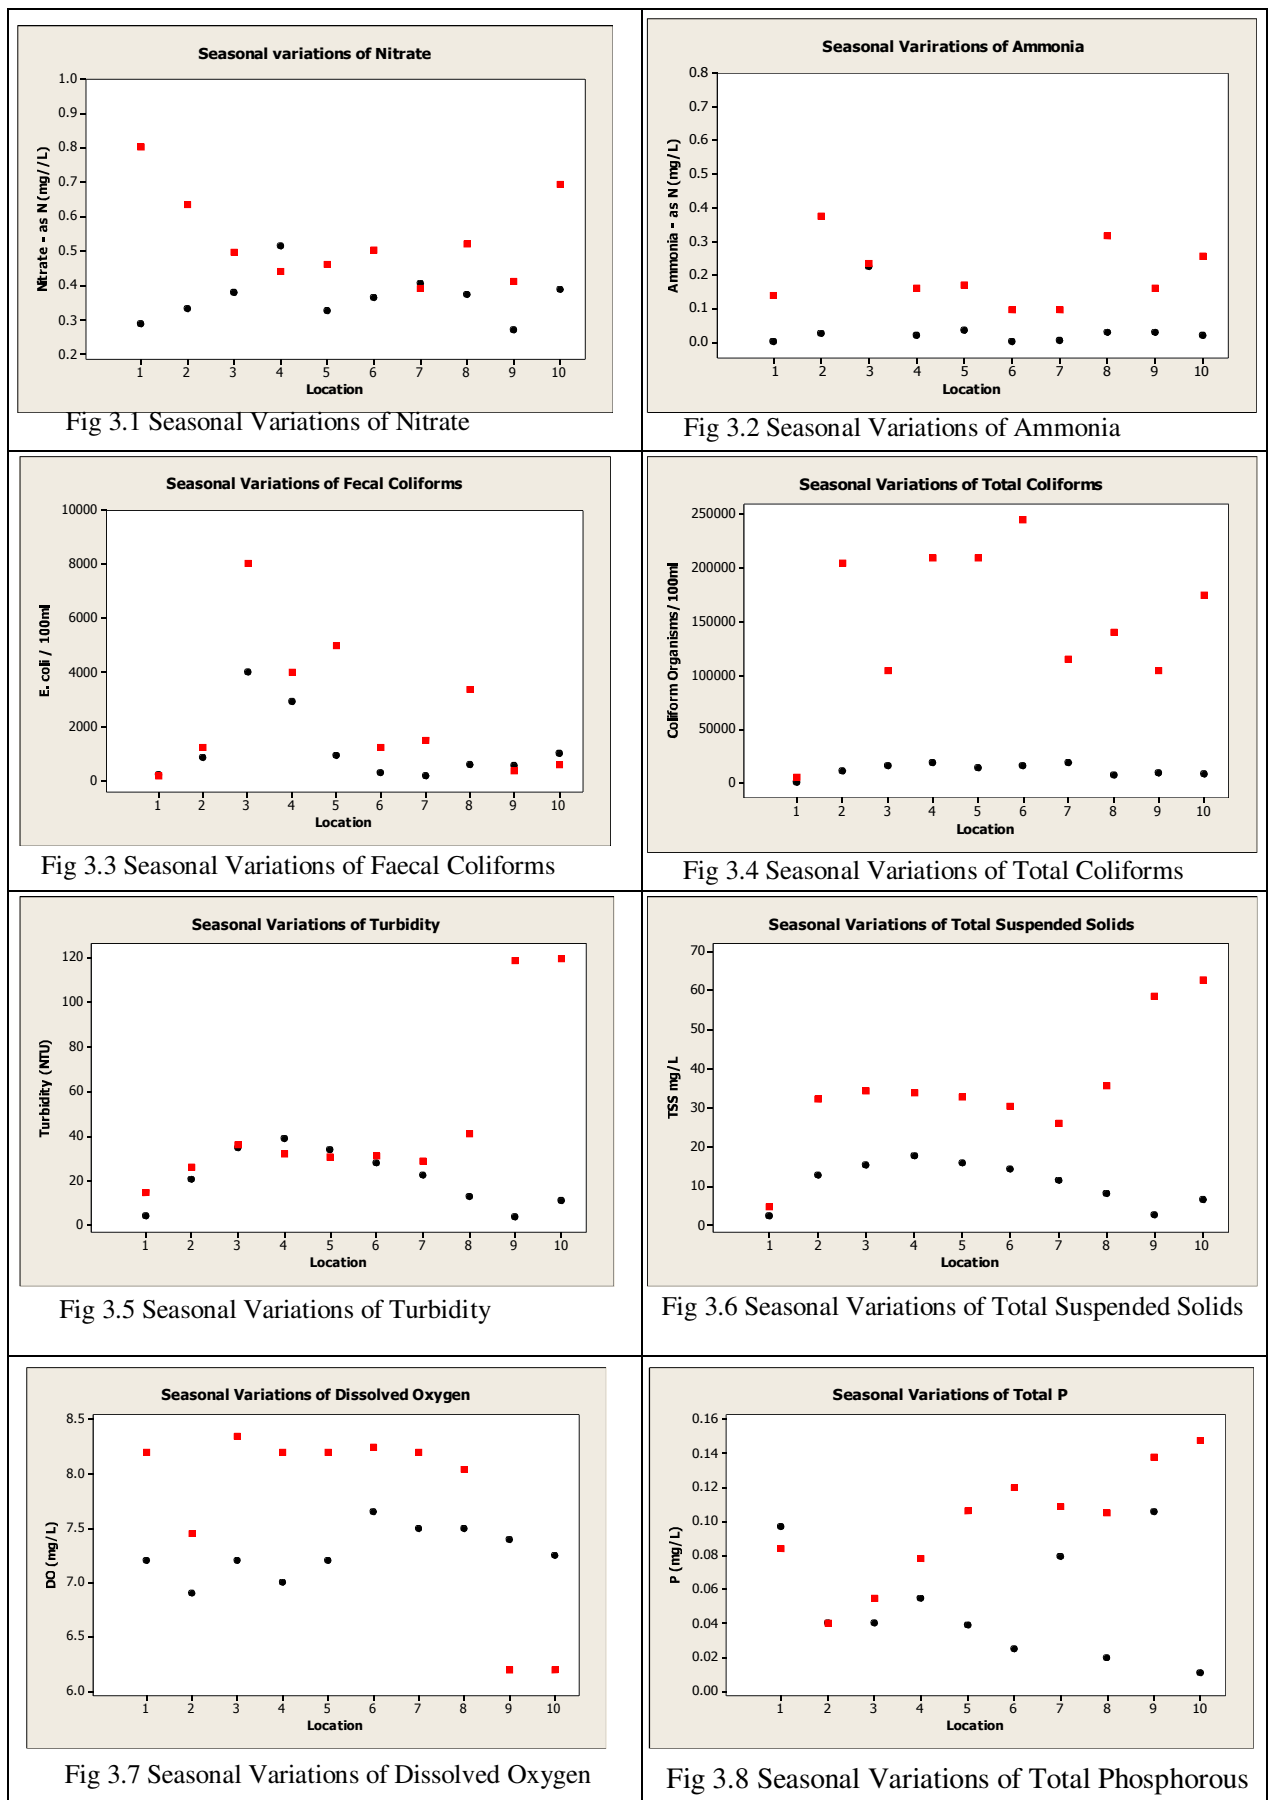 Seasonal variations of Nitrate
1.0
0.9
0.8
0.7
0.6
0.5
0.4
0.3
0.2
Nitrate - as N (mg//L)
1 2 3 4 5 6 7 8 9 10
Location
Fig 3.1 Seasonal Variations of Nitrate
Seasonal Varirations of Ammonia
0.8
0.7
0.6
0.5
0.4
0.3
0.2
0.1
0.0
Ammonia - as N (mg/L)
1 2 3 4 5 6 7 8 9 10
Location
Fig 3.2 Seasonal Variations of Ammonia
Seasonal Variations of Fecal Coliforms
10000
8000
6000
4000
2000
0
E. coli / 100ml
1 2 3 4 5 6 7 8 9 10
Location
Fig 3.3 Seasonal Variations of Faecal Coliforms
Seasonal Variations of Total Coliforms
250000
200000
150000
100000
50000
0
Coliform Organisms/100ml
1 2 3 4 5 6 7 8 9 10
Location
Fig 3.4 Seasonal Variations of Total Coliforms
Seasonal Variations of Turbidity
120
100
80
60
40
20
0
Turbidity (NTU)
1 2 3 4 5 6 7 8 9 10
Location
Fig 3.5 Seasonal Variations of Turbidity
Seasonal Variations of Total Suspended Solids
70
60
50
40
30
20
10
0
TSS mg/L
1 2 3 4 5 6 7 8 9 10
Location
Fig 3.6 Seasonal Variations of Total Suspended Solids
Seasonal Variations of Dissolved Oxygen
8.5
8.0
7.5
7.0
6.5
6.0
DO (mg/L)
1 2 3 4 5 6 7 8 9 10
Location
Fig 3.7 Seasonal Variations of Dissolved Oxygen
Seasonal Variations of Total P
0.16
0.14
0.12
0.10
0.08
0.06
0.04
0.02
0.00
P (mg/L)
1 2 3 4 5 6 7 8 9 10
Location
Fig 3.8 Seasonal Variations of Total Phosphorous